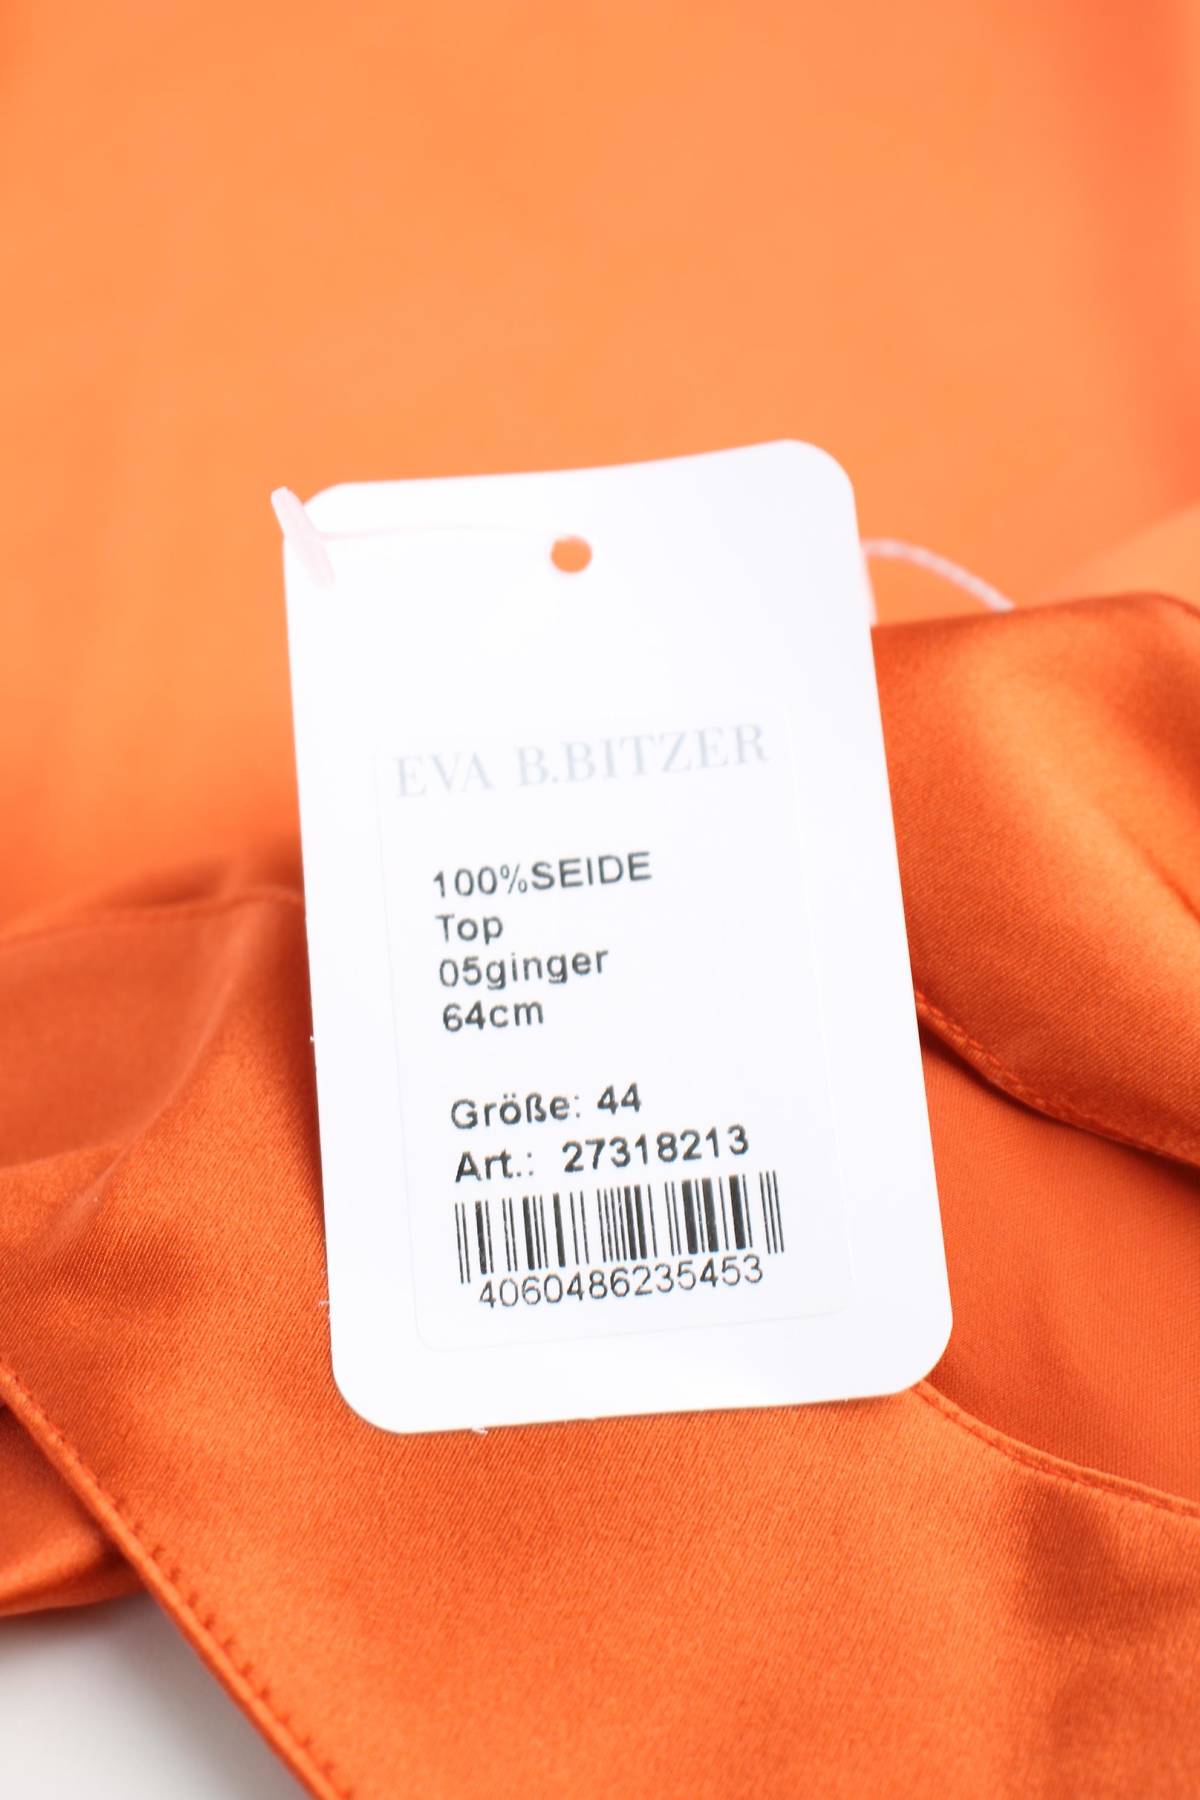 EVA B.BITZER
100%SEIDE
Top
05ginger
64cm
Größe: 44
Art.: 27318213
4060486235453